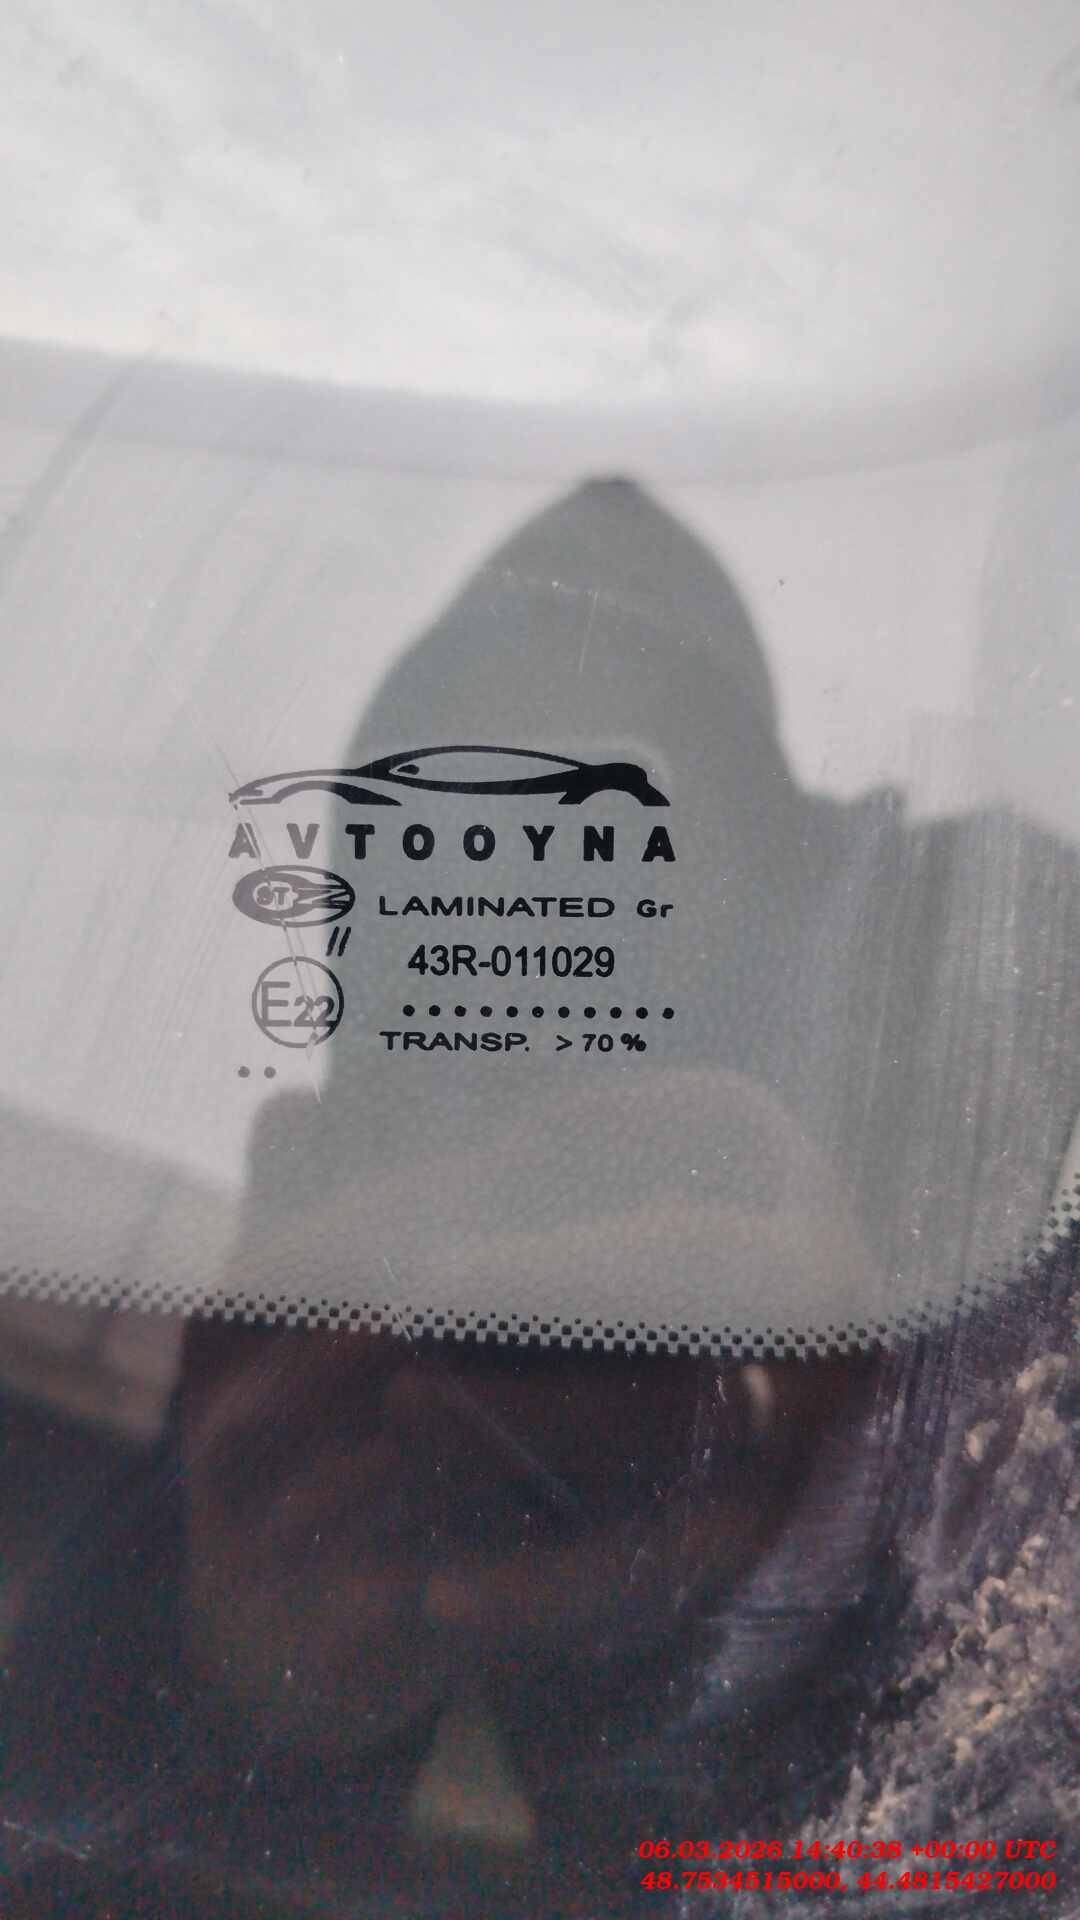 AVTOOYNA
ST
LAMINATED Gr
//
43R-011029
E22
TRANSP. >70%
06.03.2026 14:40:38 +00:00 UTC
48.7534515000, 44.4815427000